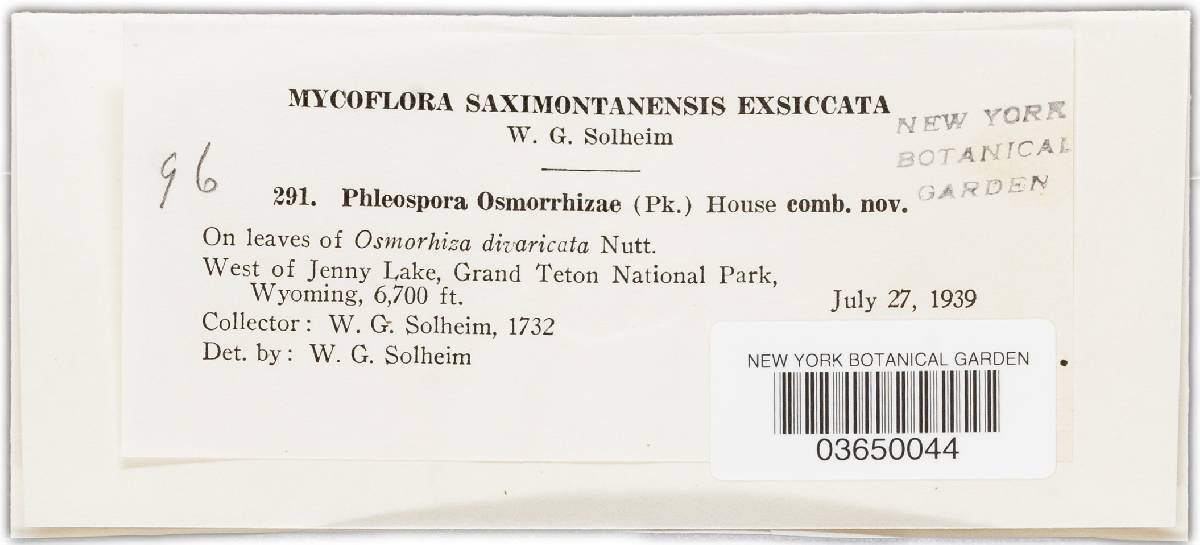 MYCOFLORA SAXIMONTANENSIS EXSICCATA
W. G. Solheim
NEW YORK
BOTANICAL
GARDEN
96
291. Phleospora Osmorrhizae (Pk.) House comb. nov.
On leaves of Osmorhiza divaricata Nutt.
West of Jenny Lake, Grand Teton National Park,
Wyoming, 6,700 ft.
July 27, 1939
Collector: W. G. Solheim, 1732
Det. by: W. G. Solheim
NEW YORK BOTANICAL GARDEN
03650044